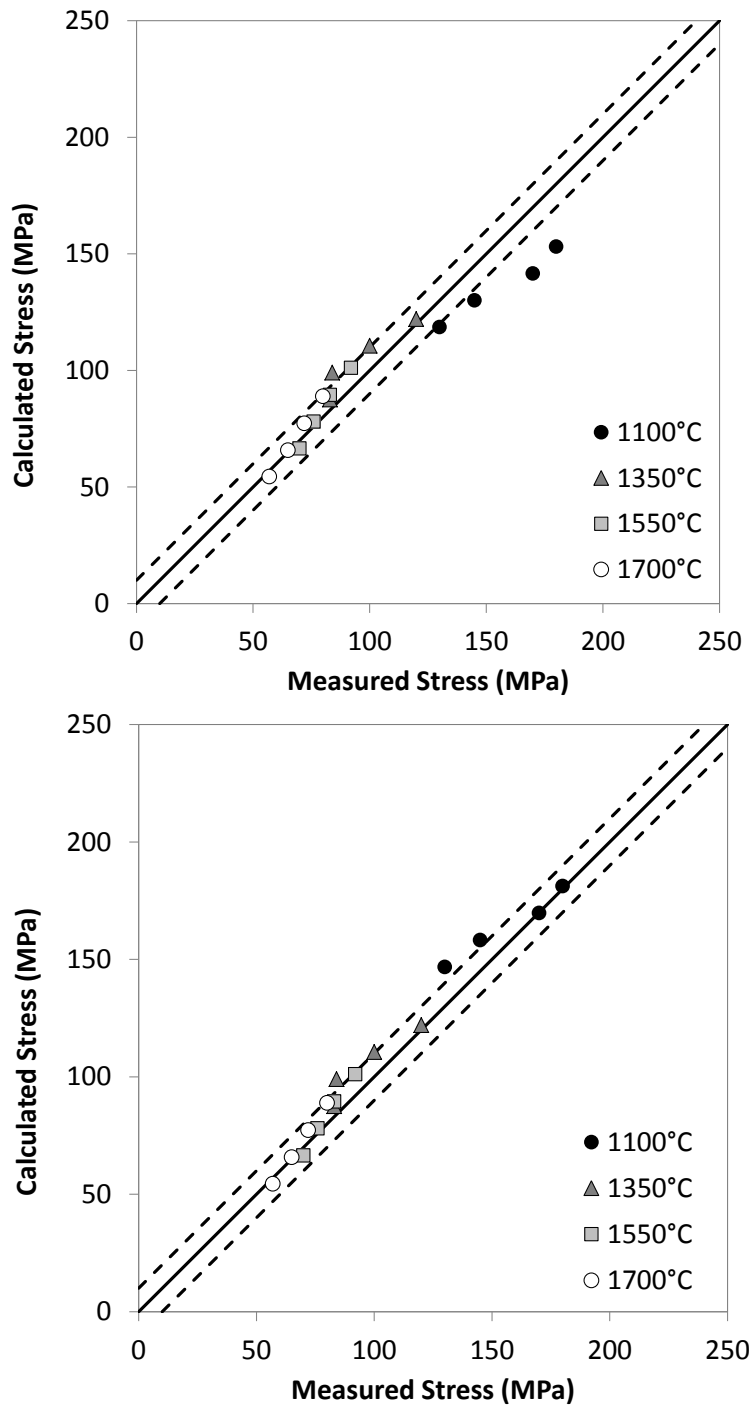 250
200
150
100
50
0
Calculated Stress (MPa)
1100°C
1350°C
1550°C
1700°C
0 50 100 150 200 250
Measured Stress (MPa)
250
200
150
100
50
0
Calculated Stress (MPa)
1100°C
1350°C
1550°C
1700°C
0 50 100 150 200 250
Measured Stress (MPa)